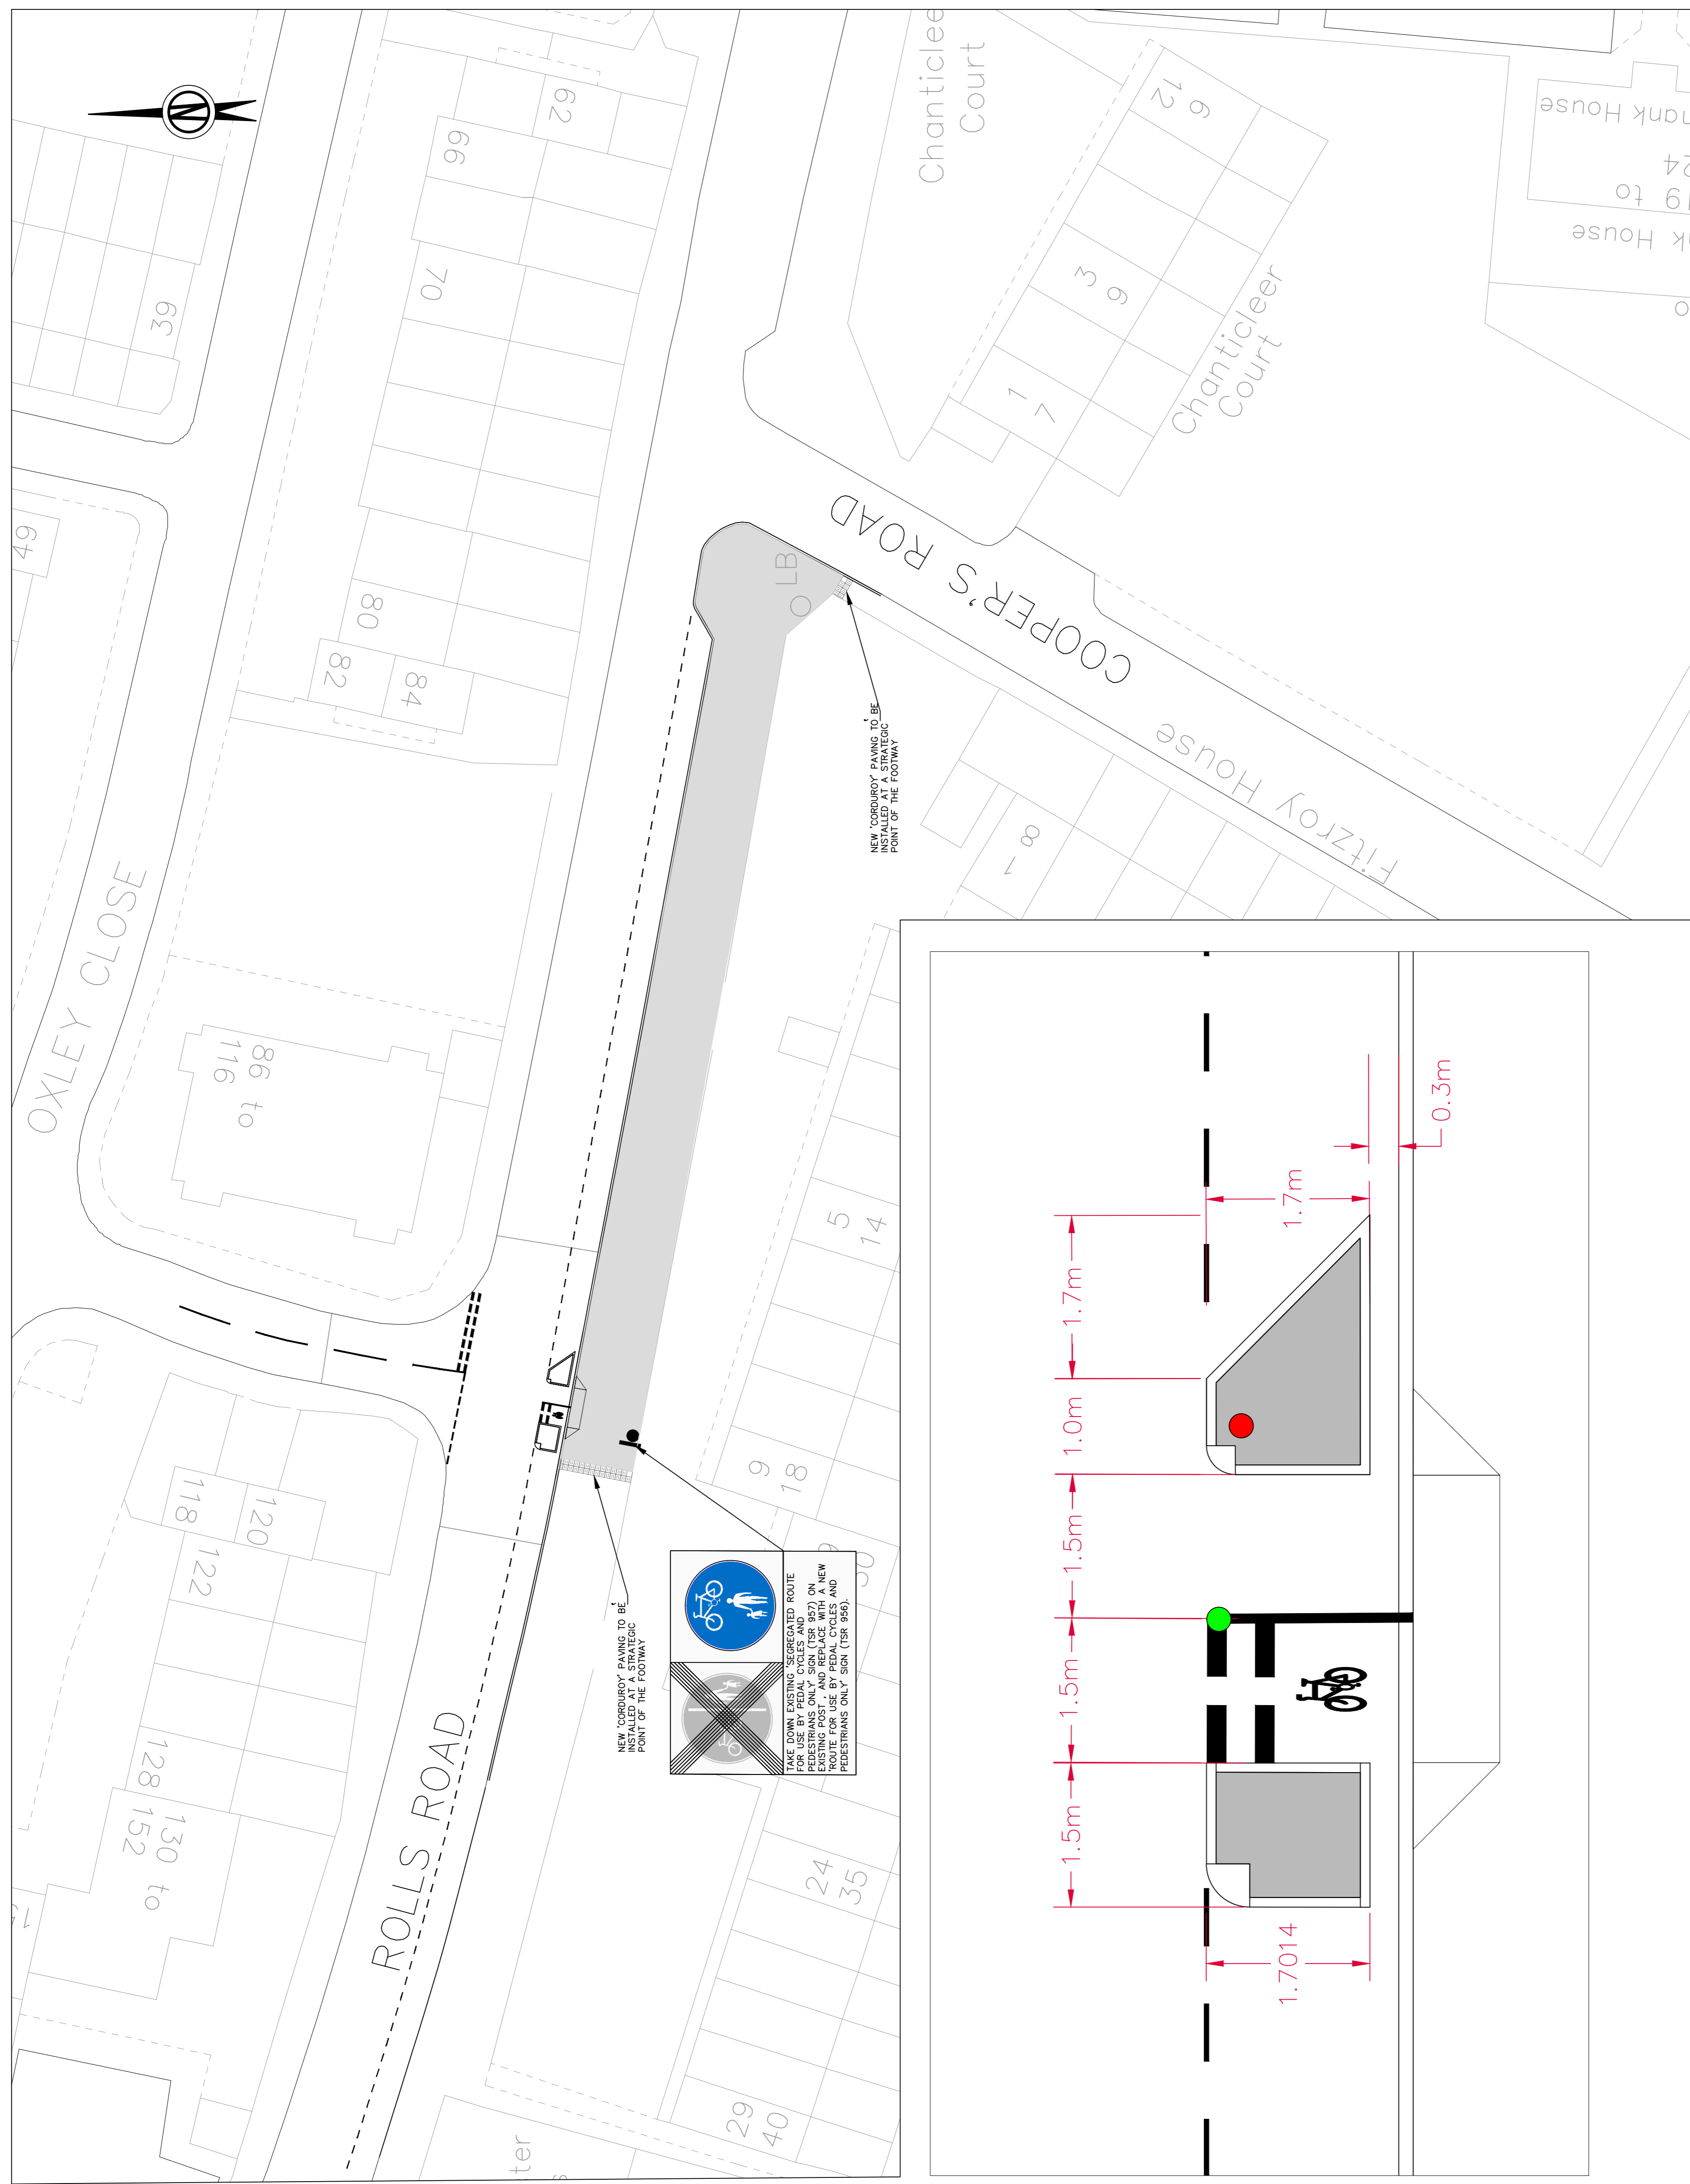 OXLEY CLOSE
ROLLS ROAD
COOPER'S ROAD
Fitzroy House
Chanticleer
Court
Chanticleer
Court
House
19 to
24
House
N
39
49
62
66
70
80
82
84
86 to
116
118
120
122
128
130 to
152
LB
6
12
3
9
1
7
1
8
5
14
6
18
24
35
29
40
NEW 'CORDUROY' PAVING TO BE
INSTALLED AT A STRATEGIC
POINT OF THE FOOTWAY
NEW 'CORDUROY' PAVING TO BE
INSTALLED AT A STRATEGIC
POINT OF THE FOOTWAY
TAKE DOWN EXISTING 'SEGREGATED ROUTE
FOR USE BY PEDAL CYCLES AND
PEDESTRIANS ONLY' SIGN (TSR 957) ON
EXISTING POST , AND REPLACE WITH A NEW
'ROUTE FOR USE BY PEDAL CYCLES AND
PEDESTRIANS ONLY' SIGN (TSR 956).
1.5m
1.5m
1.5m
1.0m
1.7m
1.7014
1.7m
0.3m